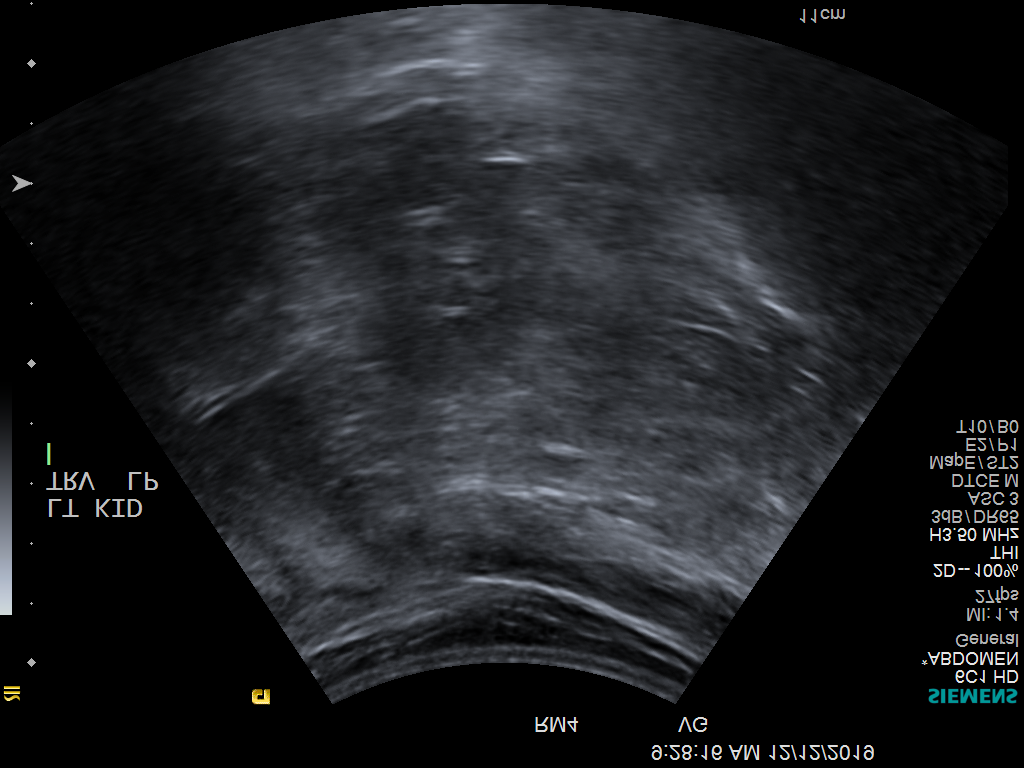 9:28:16 AM 12/12/2019
RM4 VG
SIEMENS
6C1 HD
*ABDOMEN
General
MI: 1.4
27fps
2D--100%
THI
H3.50 MHz
3dB/DR65
ASC 3
DTCE M
MapE/ST2
E2/P1
T10/B0
LT KID
TRV LP
11cm